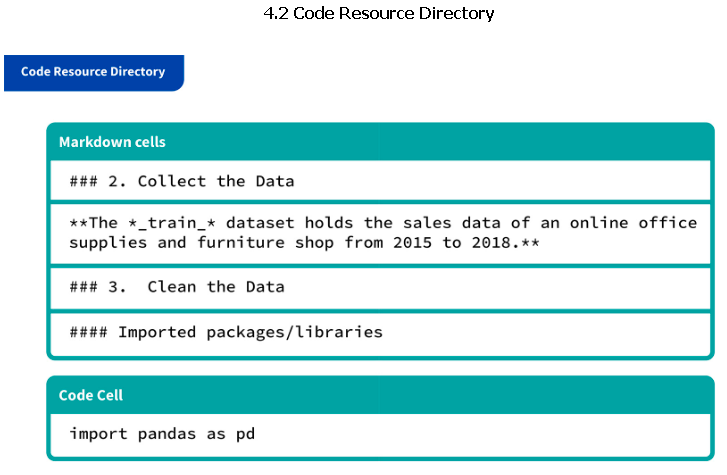 4.2 Code Resource Directory
Code Resource Directory
Markdown cells
### 2. Collect the Data
**The *_train_* dataset holds the sales data of an online office
supplies and furniture shop from 2015 to 2018.**
### 3.  Clean the Data
#### Imported packages/libraries
Code Cell
import pandas as pd